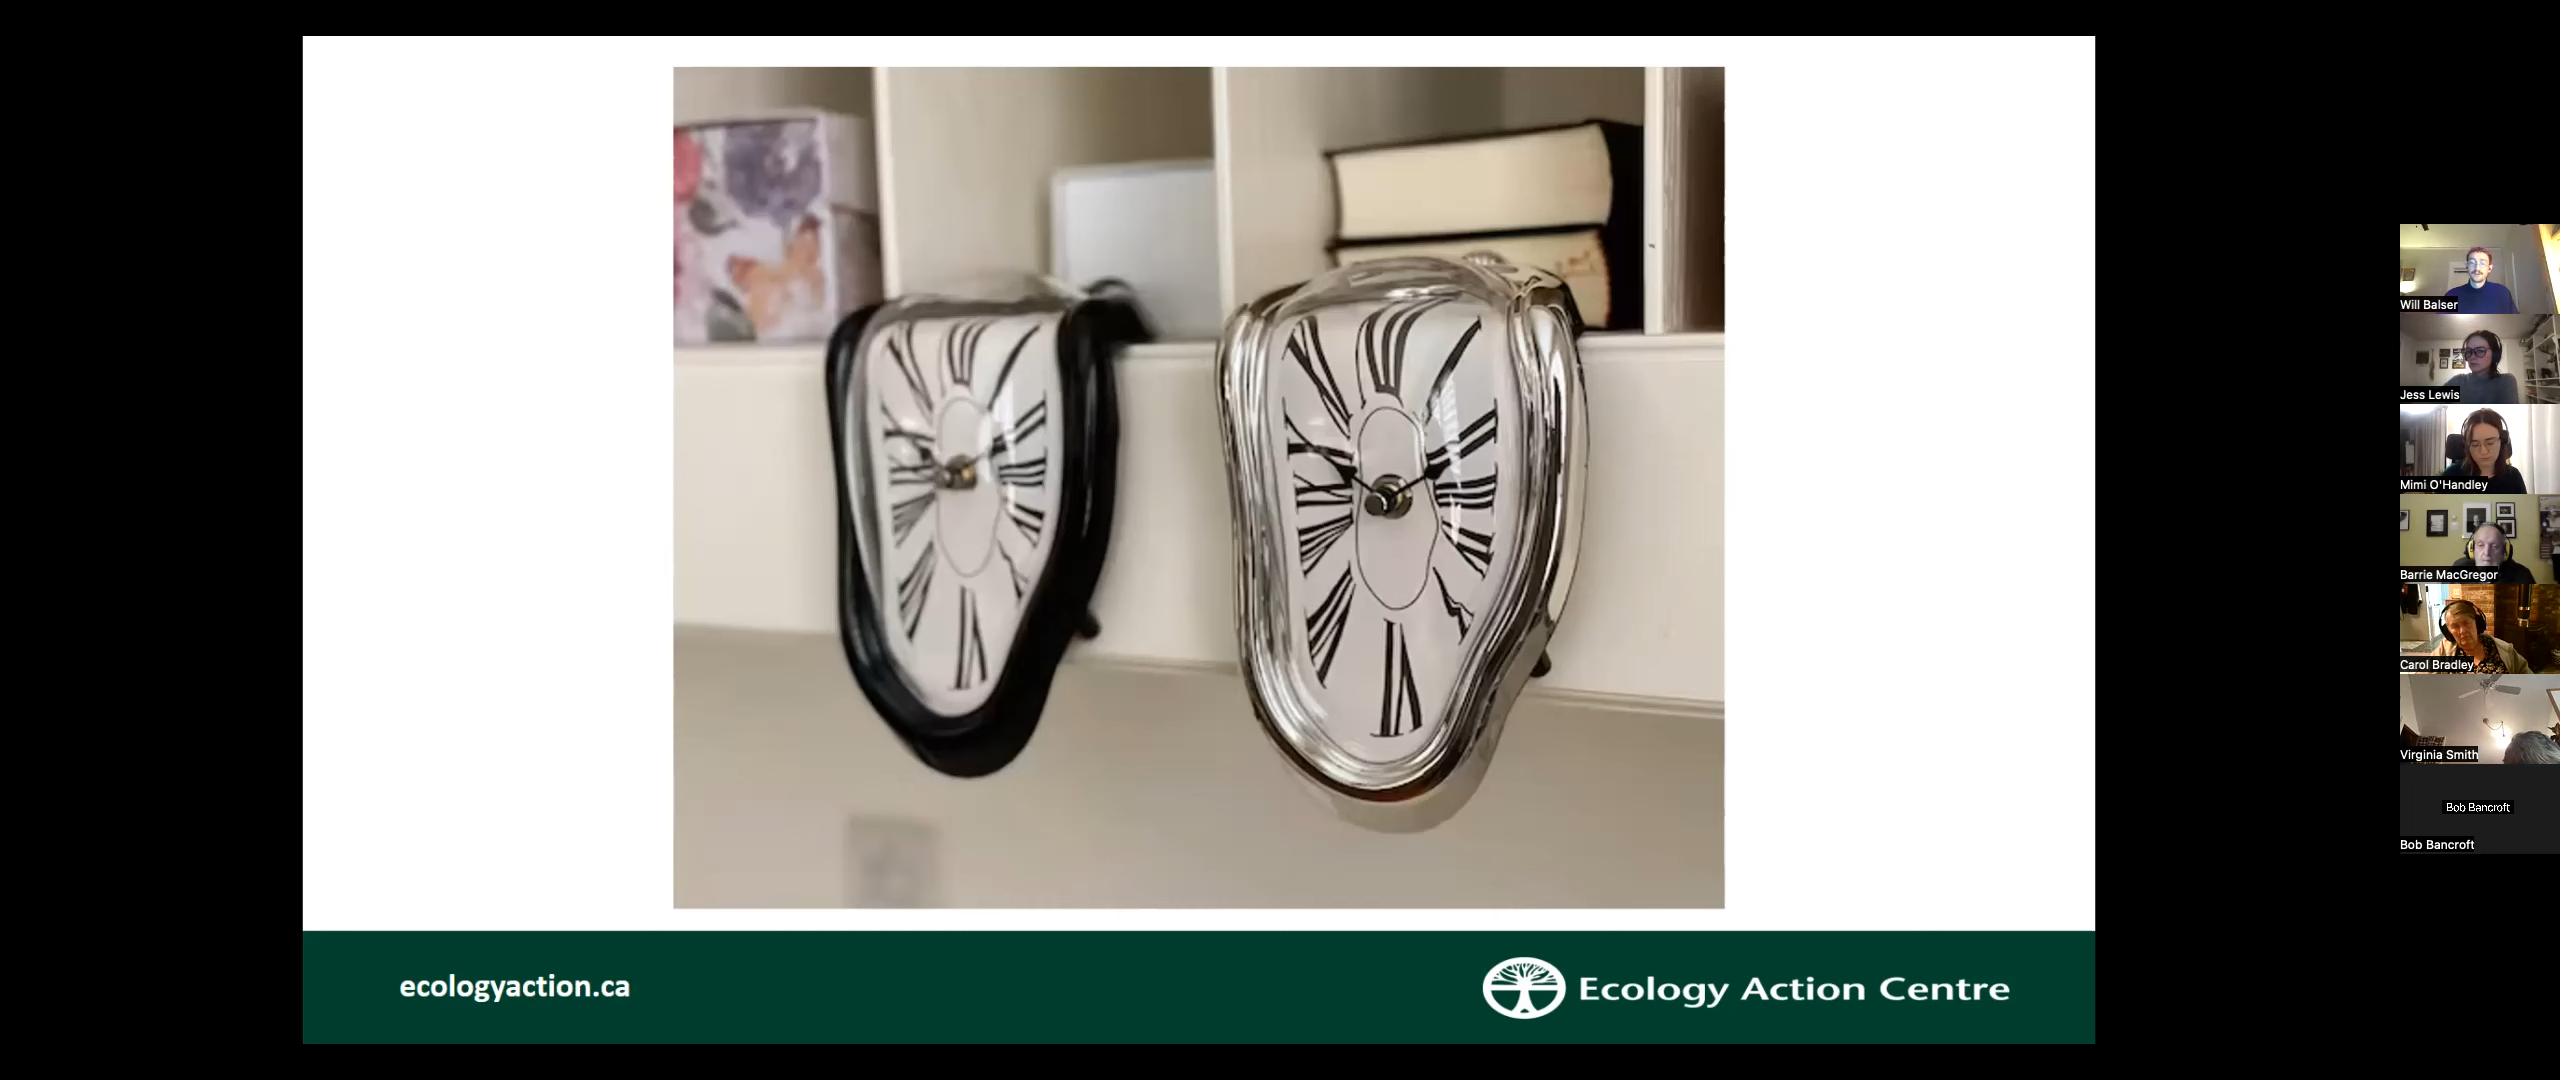 ecologyaction.ca
Ecology Action Centre
Will Balser
Jess Lewis
Mimi O'Handley
Barrie MacGregor
Carol Bradley
Virginia Smith
Bob Bancroft
Bob Bancroft